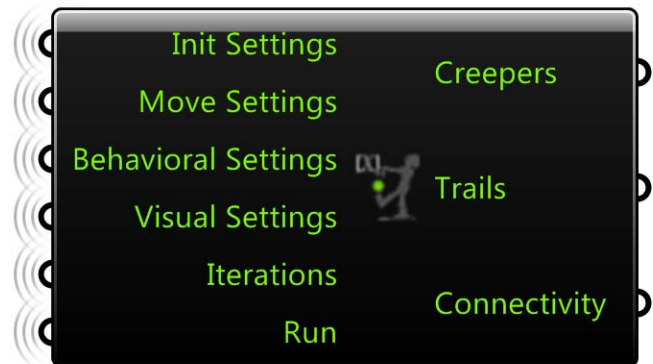 Init Settings
Move Settings
Behavioral Settings
Visual Settings
Iterations
Run
Creepers
Trails
Connectivity